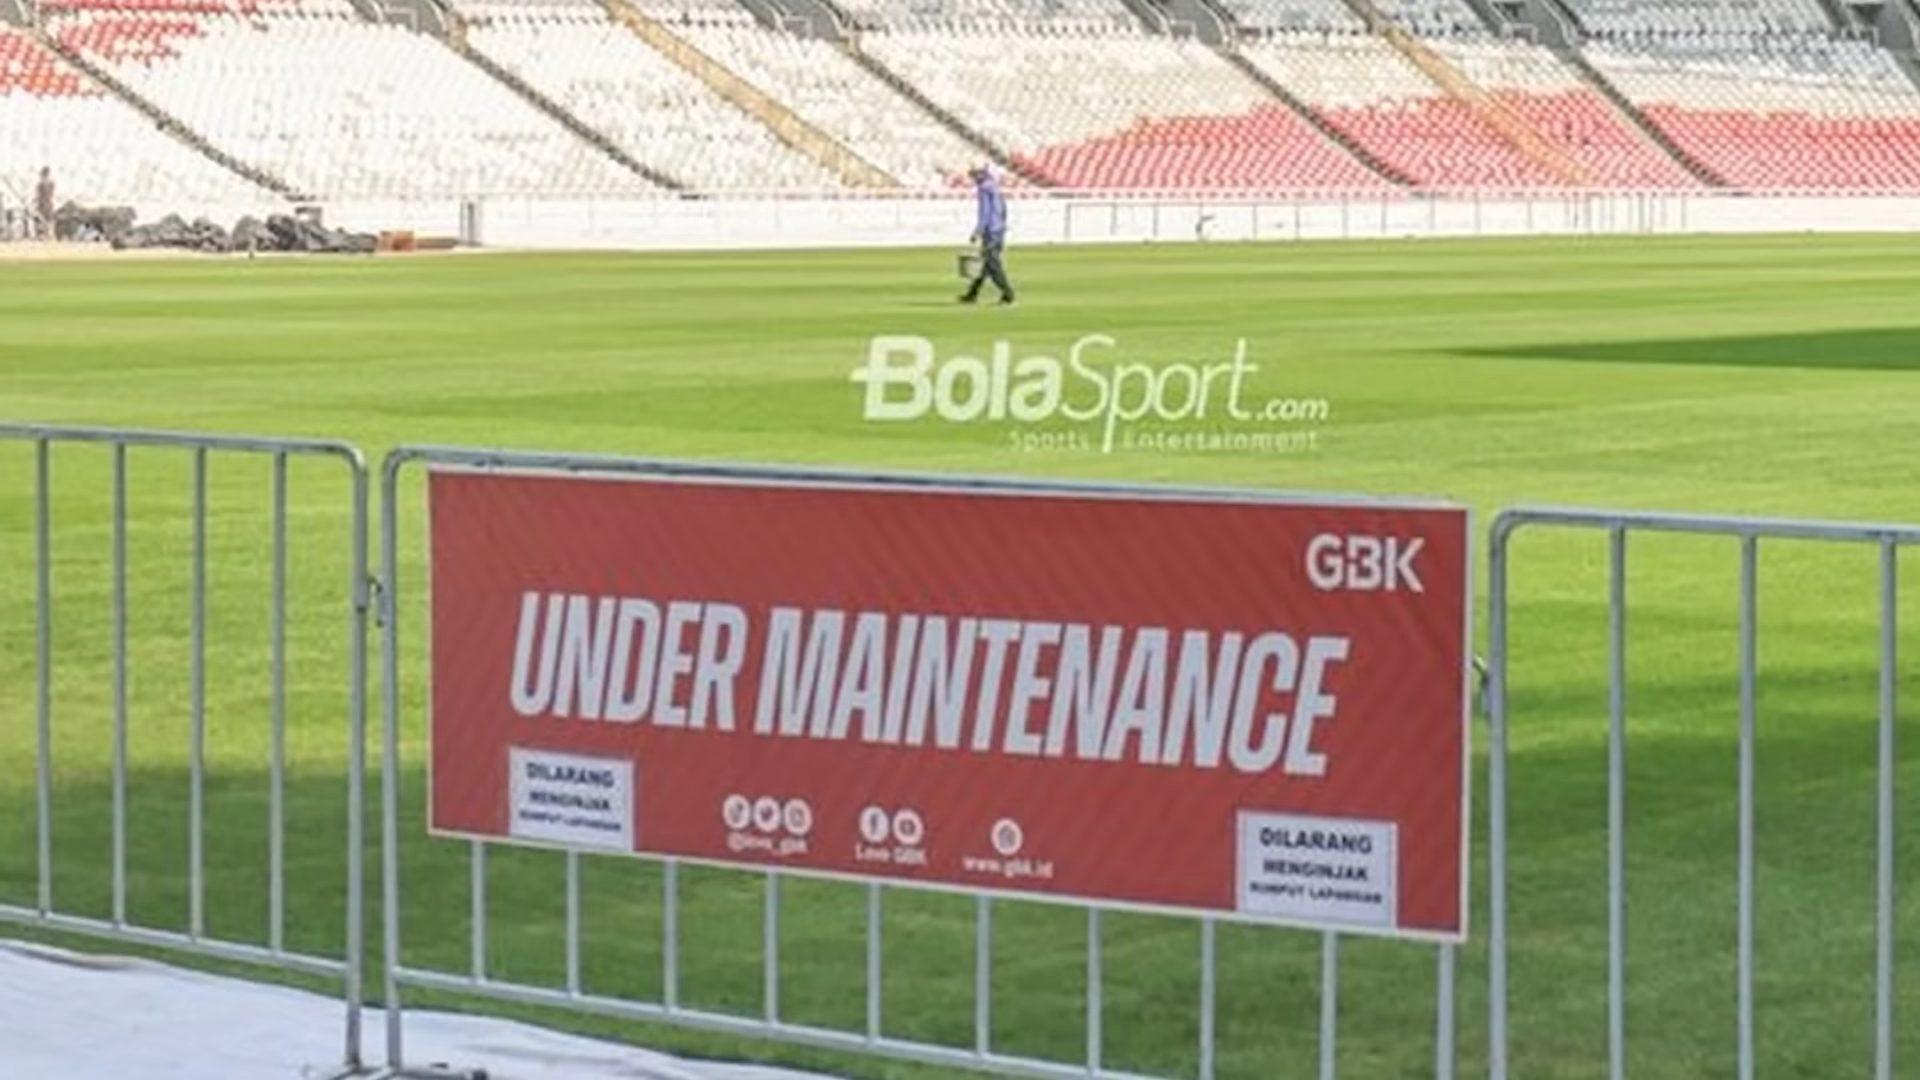 BolaSport.com
Sports Entertainment
GBK
UNDER MAINTENANCE
DILARANG
MENGINJAK
RUMPUT LAPANGAN
@love_gbk
Love GBK
www.gbk.id
DILARANG
MENGINJAK
RUMPUT LAPANGAN